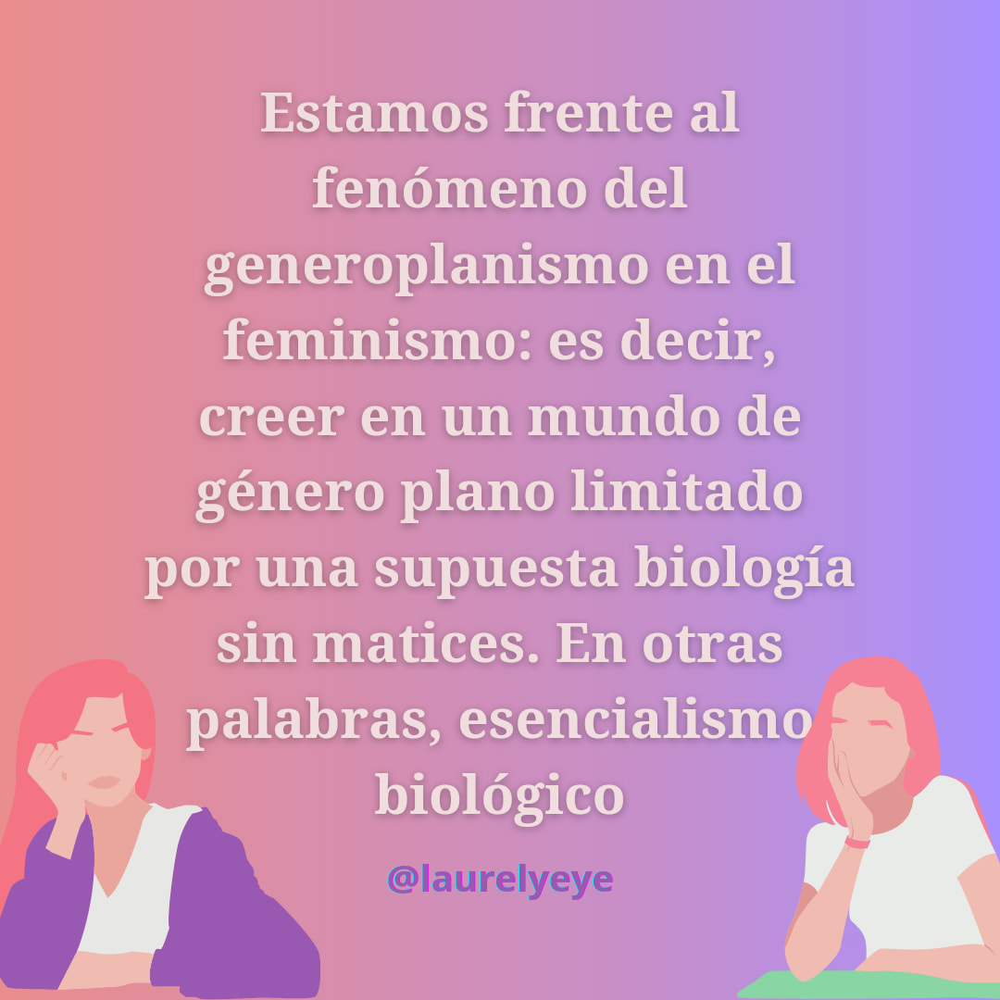 Estamos frente al
fenómeno del
generoplanismo en el
feminismo: es decir,
creer en un mundo de
género plano limitado
por una supuesta biología
sin matices. En otras
palabras, esencialismo
biológico
@laurelyeye